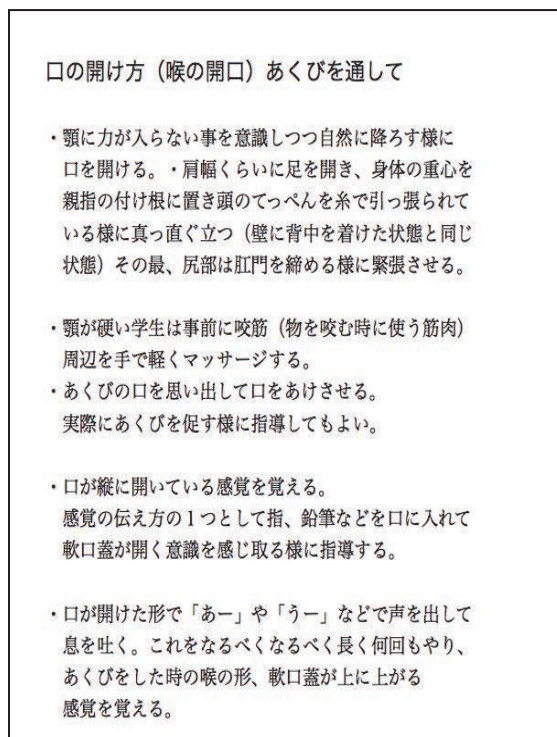 口の開け方（喉の開口）あくびを通して
・顎に力が入らない事を意識しつつ自然に降ろす様に
口を開ける。・肩幅くらいに足を開き、身体の重心を
親指の付け根に置き頭のてっぺんを糸で引っ張られて
いる様に真っ直ぐ立つ（壁に背中を着けた状態と同じ
状態）その最、尻部は肛門を締める様に緊張させる。
・顎が硬い学生は事前に咬筋（物を咬む時に使う筋肉）
周辺を手で軽くマッサージする。
・あくびの口を思い出して口をあけさせる。
実際にあくびを促す様に指導してもよい。
・口が縦に開いている感覚を覚える。
感覚の伝え方の１つとして指、鉛筆などを口に入れて
軟口蓋が開く意識を感じ取る様に指導する。
・口が開けた形で「あー」や「うー」などで声を出して
息を吐く。これをなるべくなるべく長く何回もやり、
あくびをした時の喉の形、軟口蓋が上に上がる
感覚を覚える。